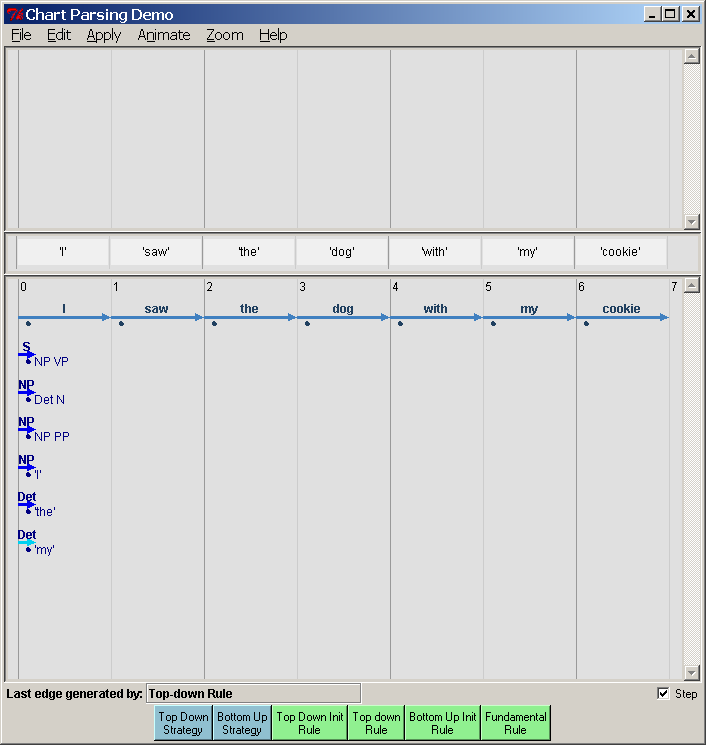 Chart Parsing Demo
File Edit Apply Animate Zoom Help
'I' 'saw' 'the' 'dog' 'with' 'my' 'cookie'
0 1 2 3 4 5 6 7
I saw the dog with my cookie
S
NP VP
NP
Det N
NP
NP PP
NP
'I'
Det
'the'
Det
'my'
Last edge generated by: Top-down Rule Step
Top Down Strategy Bottom Up Strategy Top Down Init Rule Top down Rule Bottom Up Init Rule Fundamental Rule